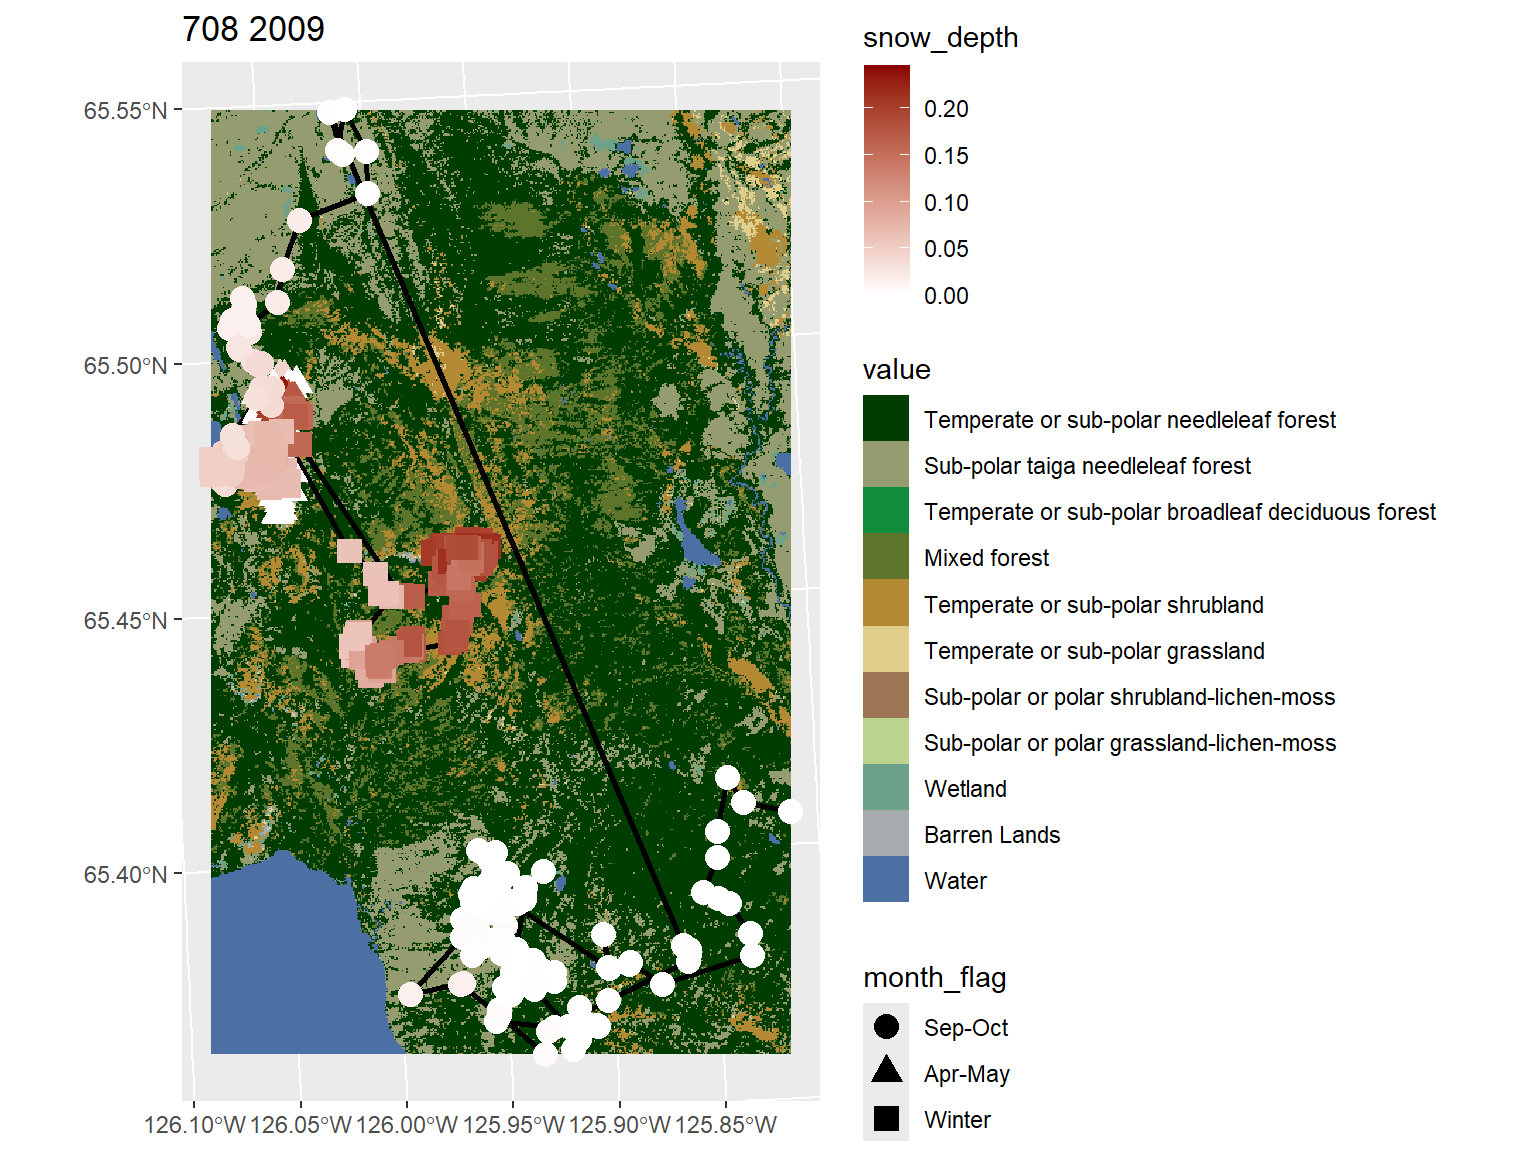 708 2009
65.55°N
65.50°N
65.45°N
65.40°N
126.10°W 126.05°W 126.00°W 125.95°W 125.90°W 125.85°W
snow_depth
0.20
0.15
0.10
0.05
0.00
value
Temperate or sub-polar needleleaf forest
Sub-polar taiga needleleaf forest
Temperate or sub-polar broadleaf deciduous forest
Mixed forest
Temperate or sub-polar shrubland
Temperate or sub-polar grassland
Sub-polar or polar shrubland-lichen-moss
Sub-polar or polar grassland-lichen-moss
Wetland
Barren Lands
Water
month_flag
Sep-Oct
Apr-May
Winter